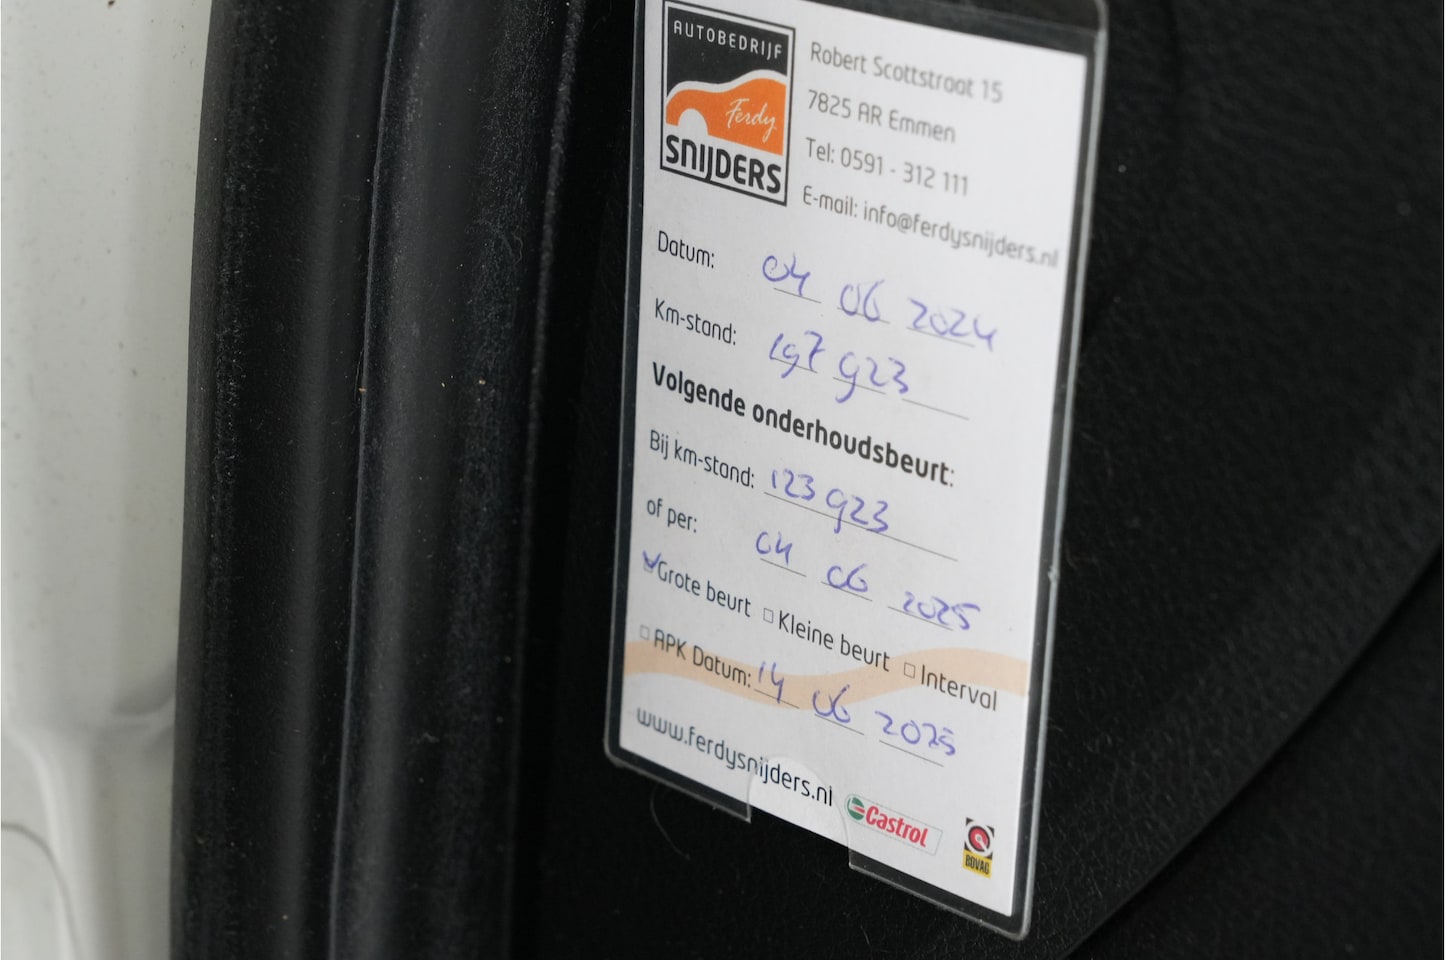 AUTOBEDRIJF
Ferdy
SNIJDERS
Robert Scottstraat 15
7825 AR Emmen
Tel: 0591 - 312 111
E-mail: info@ferdysnijders.nl
Datum: 04 06 2024
Km-stand: 197 923
Volgende onderhoudsbeurt:
Bij km-stand: 123 923
of per: 04 06 2025
Grote beurt Kleine beurt Interval
APK Datum: 14 06 2025
www.ferdysnijders.nl
Castrol
BOVAG